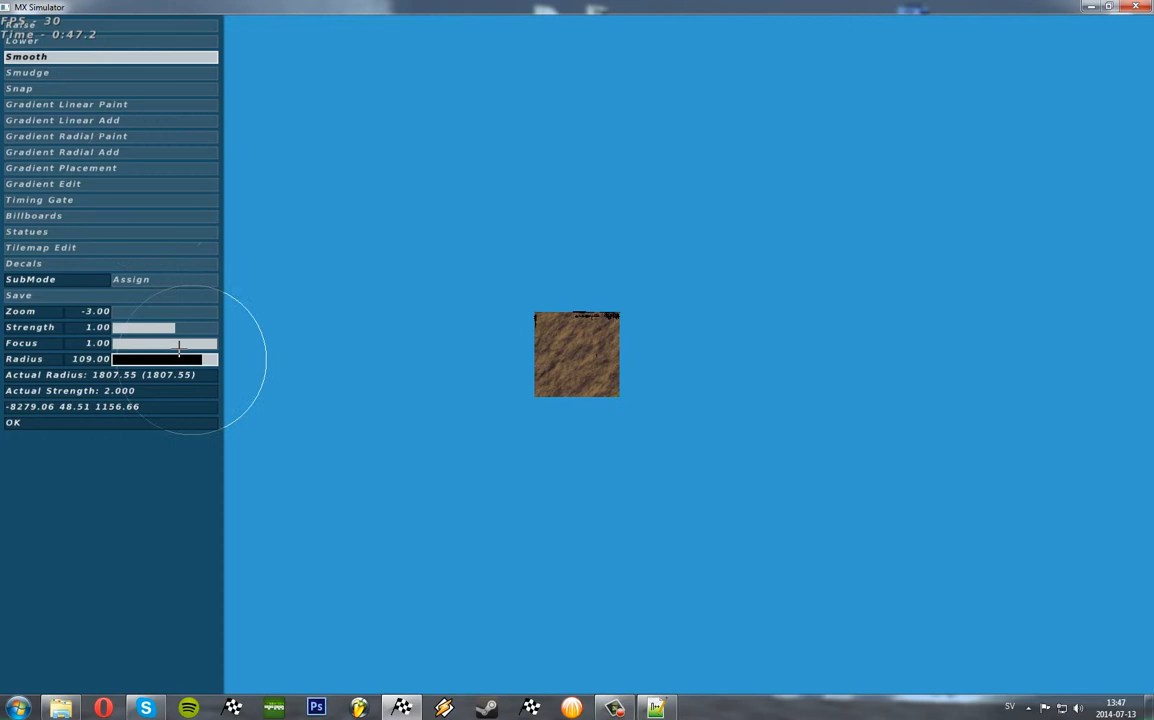 MX Simulator
FPS - 30
Raise
Time - 0:47.2
Lower
Smooth
Smudge
Snap
Gradient Linear Paint
Gradient Linear Add
Gradient Radial Paint
Gradient Radial Add
Gradient Placement
Gradient Edit
Timing Gate
Billboards
Statues
Tilemap Edit
Decals
SubMode Assign
Save
Zoom -3.00
Strength 1.00
Focus 1.00
Radius 109.00
Actual Radius: 1807.55 (1807.55)
Actual Strength: 2.000
-8279.06 48.51 1156.66
OK
Ps
SV
13:47
2014-07-13